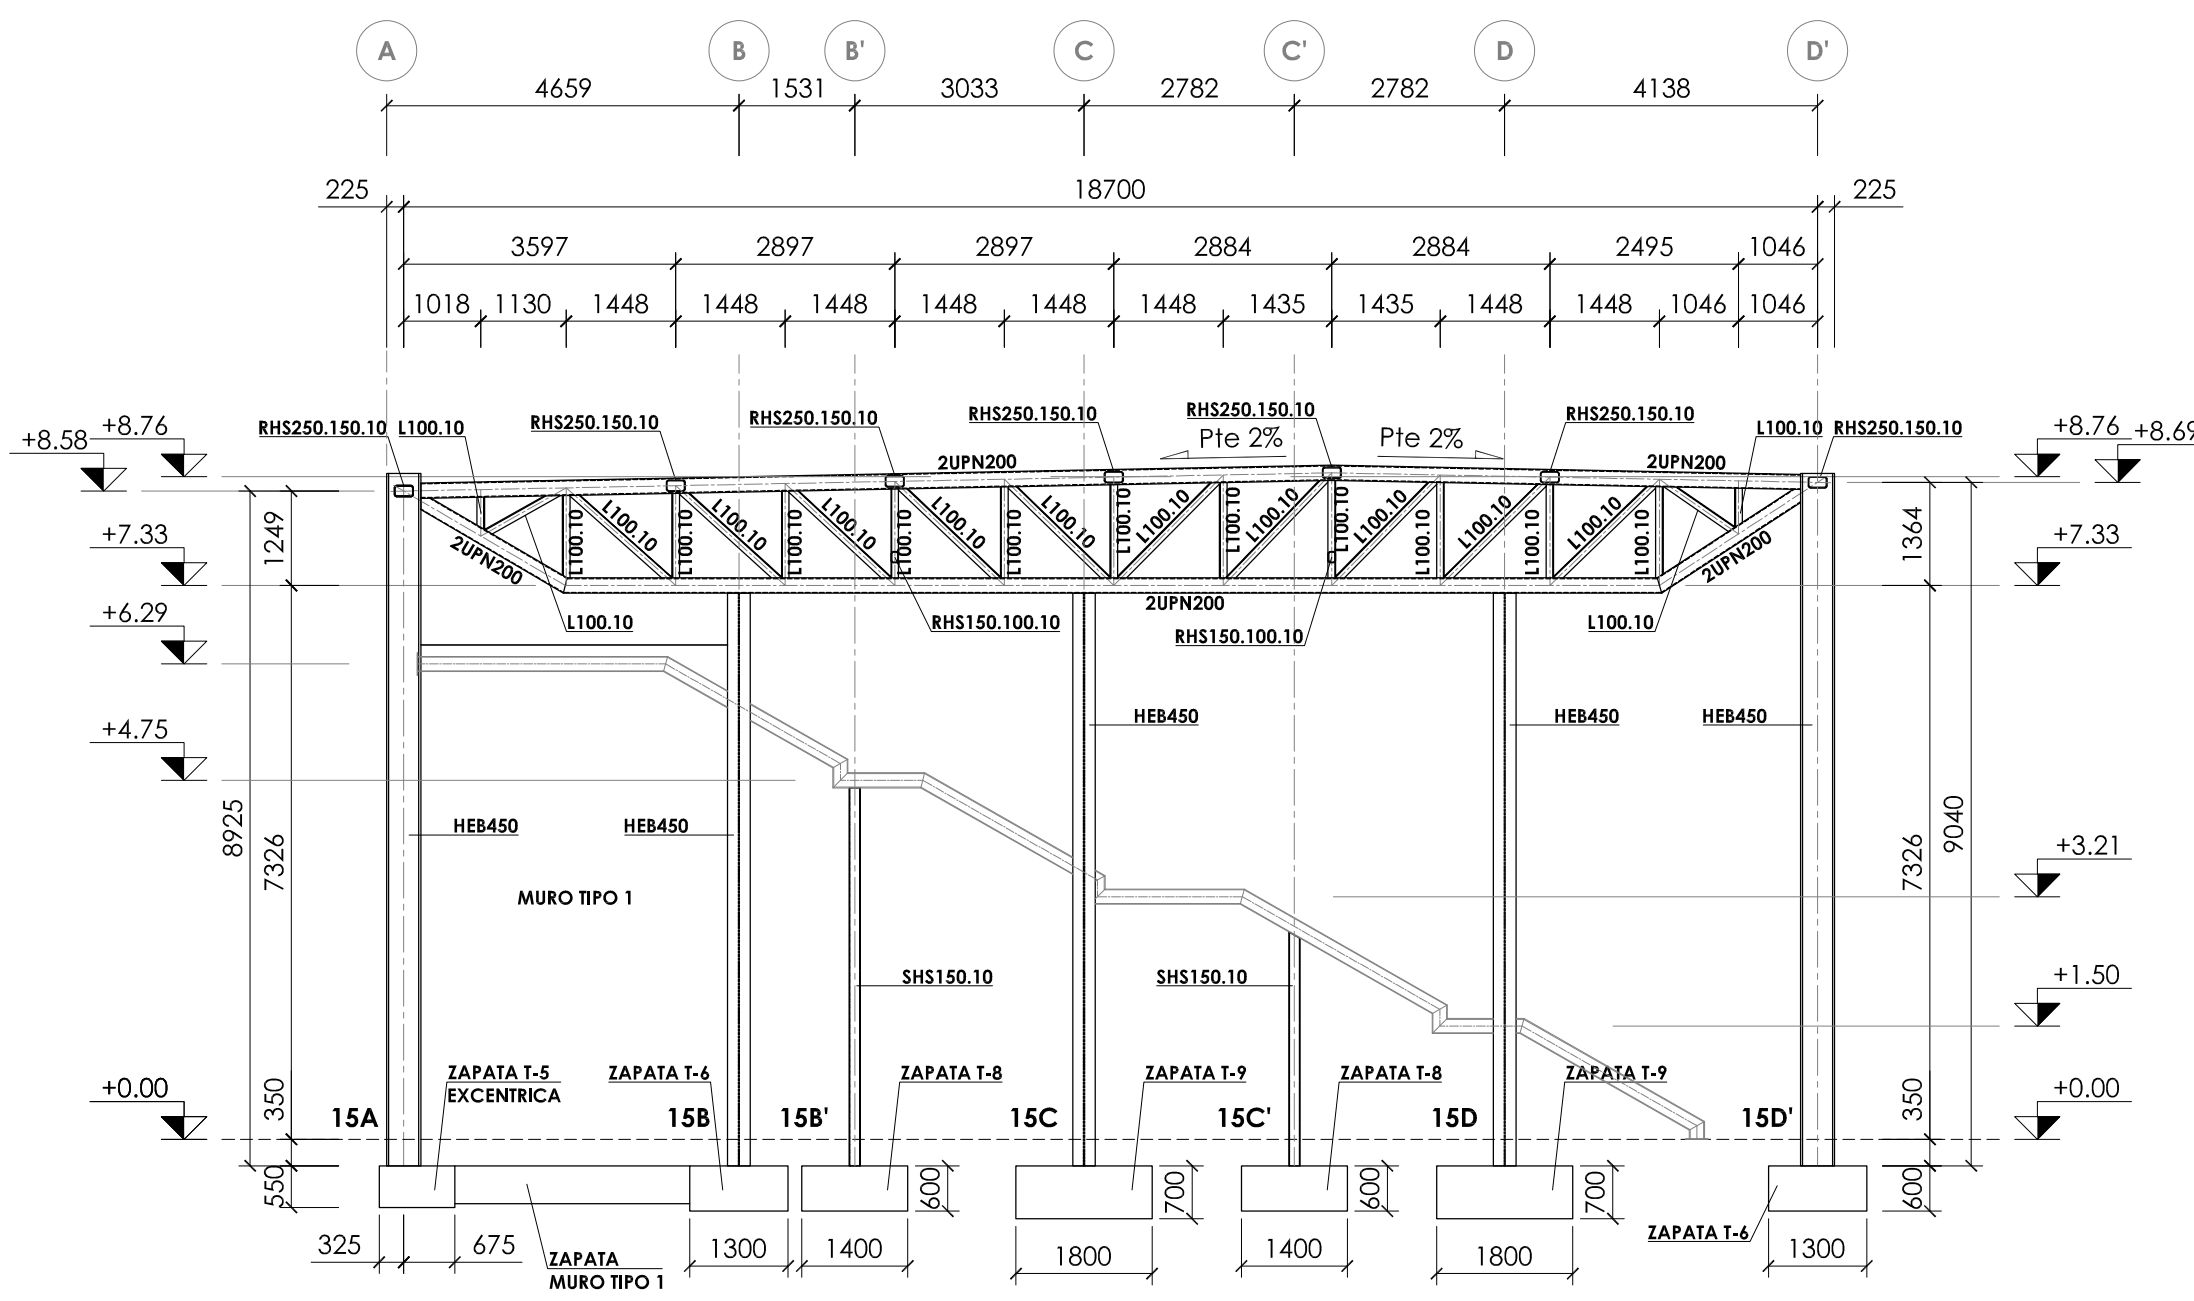 A B B' C C' D D'
4659 1531 3033 2782 2782 4138
225 18700 225
3597 2897 2897 2884 2884 2495 1046
1018 1130 1448 1448 1448 1448 1448 1448 1435 1435 1448 1448 1046 1046
RHS250.150.10 L100.10 RHS250.150.10 RHS250.150.10 RHS250.150.10 RHS250.150.10 RHS250.150.10 L100.10 RHS250.150.10
+8.58 +8.76 Pte 2% Pte 2% +8.76 +8.69
2UPN200 2UPN200
L100.10 L100.10 L100.10 L100.10 L100.10 L100.10 L100.10 L100.10 L100.10 L100.10
L100.10 L100.10 L100.10 L100.10 L100.10 L100.10 L100.10 L100.10 L100.10 L100.10 L100.10
1249 +7.33 2UPN200 2UPN200 1364 +7.33
2UPN200
+6.29 L100.10 RHS150.100.10 RHS150.100.10 L100.10
HEB450 HEB450 HEB450
+4.75
8925 7326 HEB450 HEB450 7326 9040 +3.21
MURO TIPO 1
SHS150.10 SHS150.10 +1.50
ZAPATA T-5
EXCENTRICA
ZAPATA T-6 ZAPATA T-8 ZAPATA T-9 ZAPATA T-8 ZAPATA T-9
+0.00 350 350 +0.00
15A 15B 15B' 15C 15C' 15D 15D'
550 600 700 600 700 600
ZAPATA T-6
325 675 1300 1400 1800 1400 1800 1300
ZAPATA
MURO TIPO 1